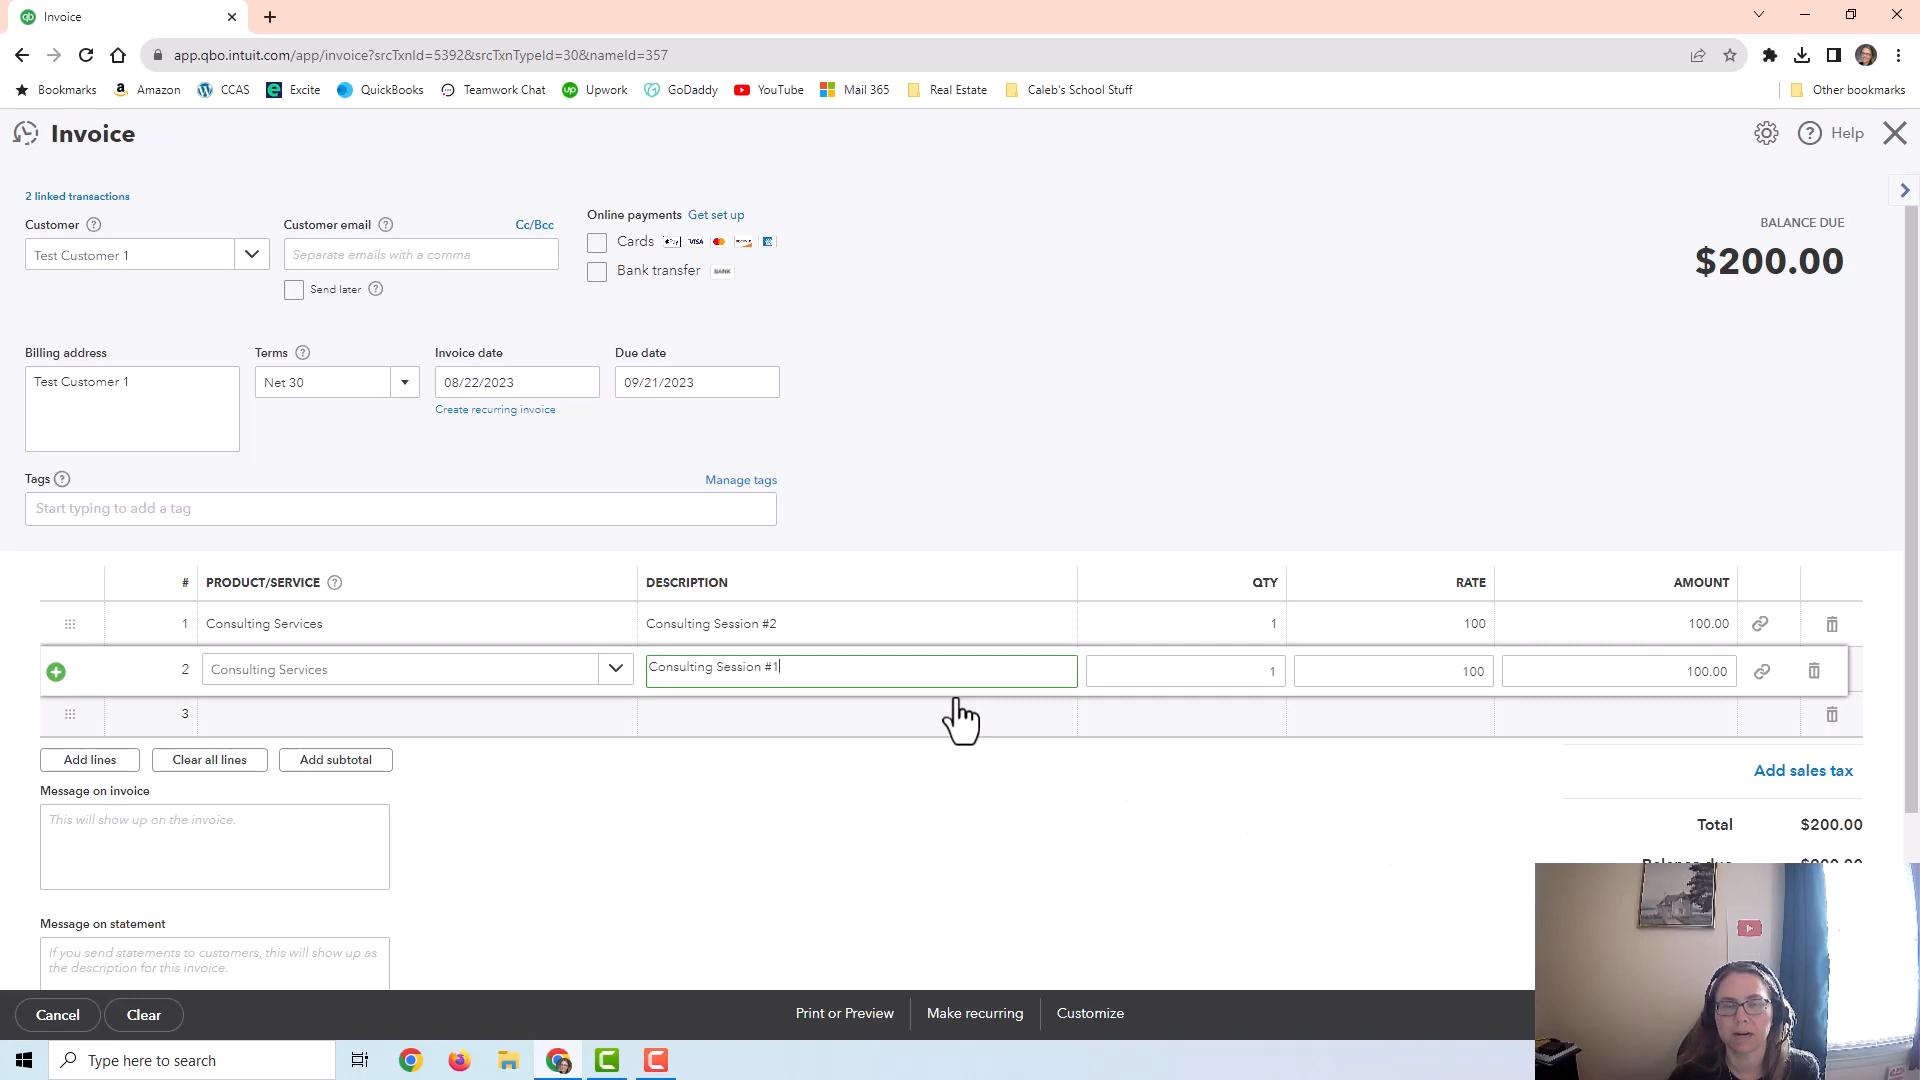 Invoice
app.qbo.intuit.com/app/invoice?srcTxnId=5392&srcTxnTypeId=30&nameId=357
Bookmarks Amazon CCAS Excite QuickBooks Teamwork Chat Upwork GoDaddy YouTube Mail 365 Real Estate Caleb's School Stuff Other bookmarks
Invoice Help
2 linked transactions
Customer Customer email Cc/Bcc Online payments Get set up BALANCE DUE
Test Customer 1 Separate emails with a comma Cards $200.00
Bank transfer
Send later
Billing address Terms Invoice date Due date
Test Customer 1 Net 30 08/22/2023 09/21/2023
Create recurring invoice
Tags Manage tags
Start typing to add a tag
# PRODUCT/SERVICE DESCRIPTION QTY RATE AMOUNT
1 Consulting Services Consulting Session #2 1 100 100.00
2 Consulting Services Consulting Session #1 1 100 100.00
3
Add lines Clear all lines Add subtotal
Add sales tax
Message on invoice
This will show up on the invoice.
Total $200.00
Message on statement
If you send statements to customers, this will show up as
the description for this invoice.
Cancel Clear Print or Preview Make recurring Customize
Type here to search